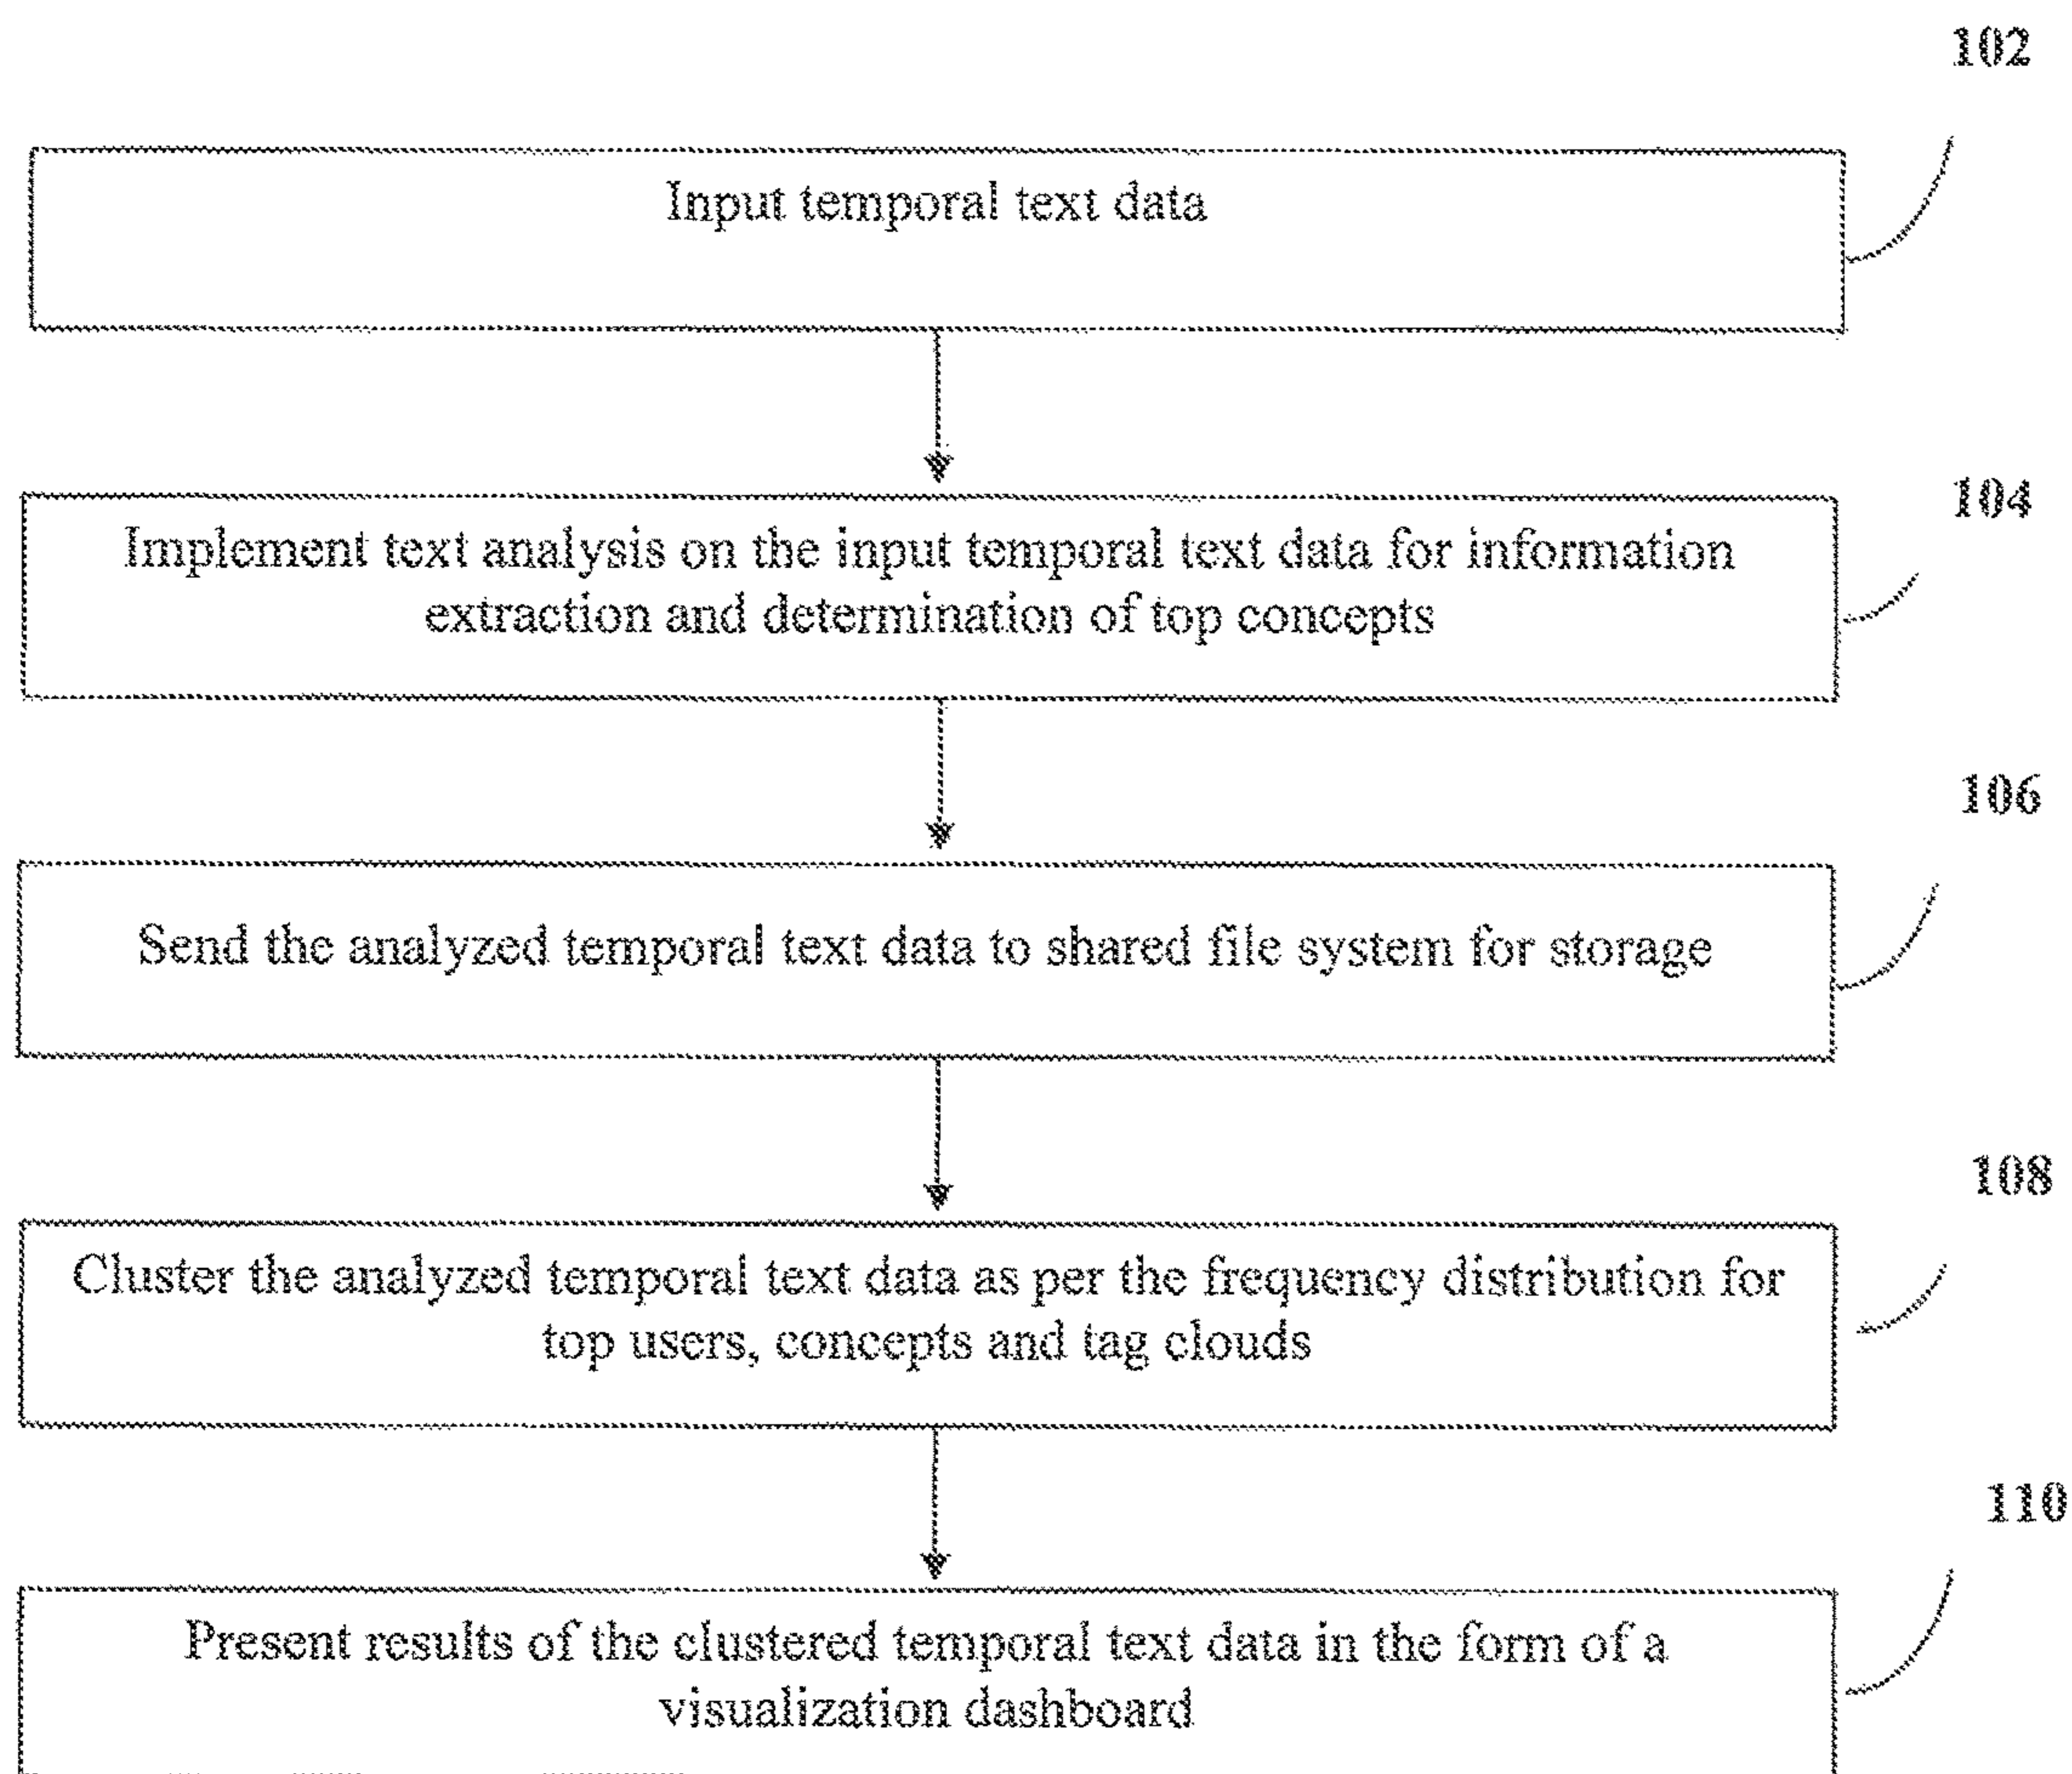 102
Input temporal text data
104
Implement text analysis on the input temporal text data for information
extraction and determination of top concepts
106
Send the analyzed temporal text data to shared file system for storage
108
Cluster the analyzed temporal text data as per the frequency distribution for
top users, concepts and tag clouds
110
Present results of the clustered temporal text data in the form of a
visualization dashboard